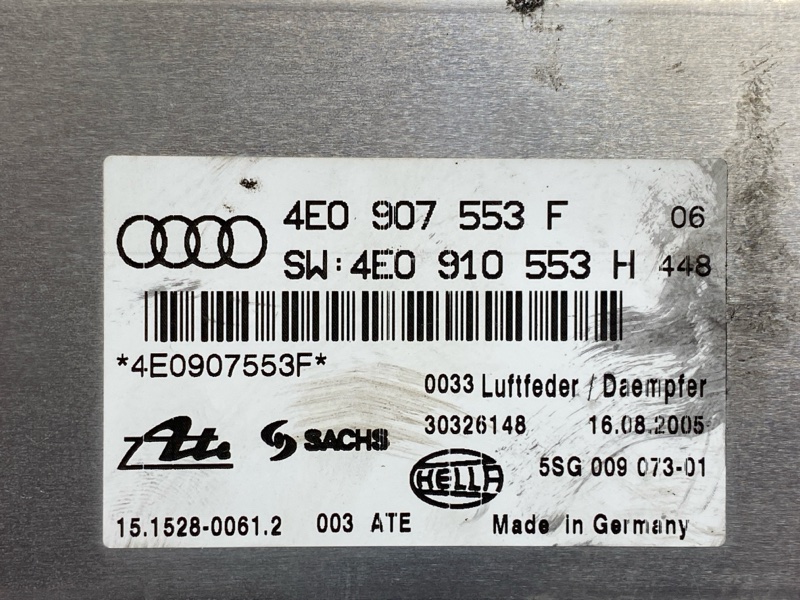 4E0 907 553 F 06
SW:4E0 910 553 H 448
*4E0907553F*
0033 Luftfeder / Daempfer
30326148 16.08.2005
Ate SACHS
HELLA 5SG 009 073-01
15.1528-0061.2 003 ATE Made in Germany